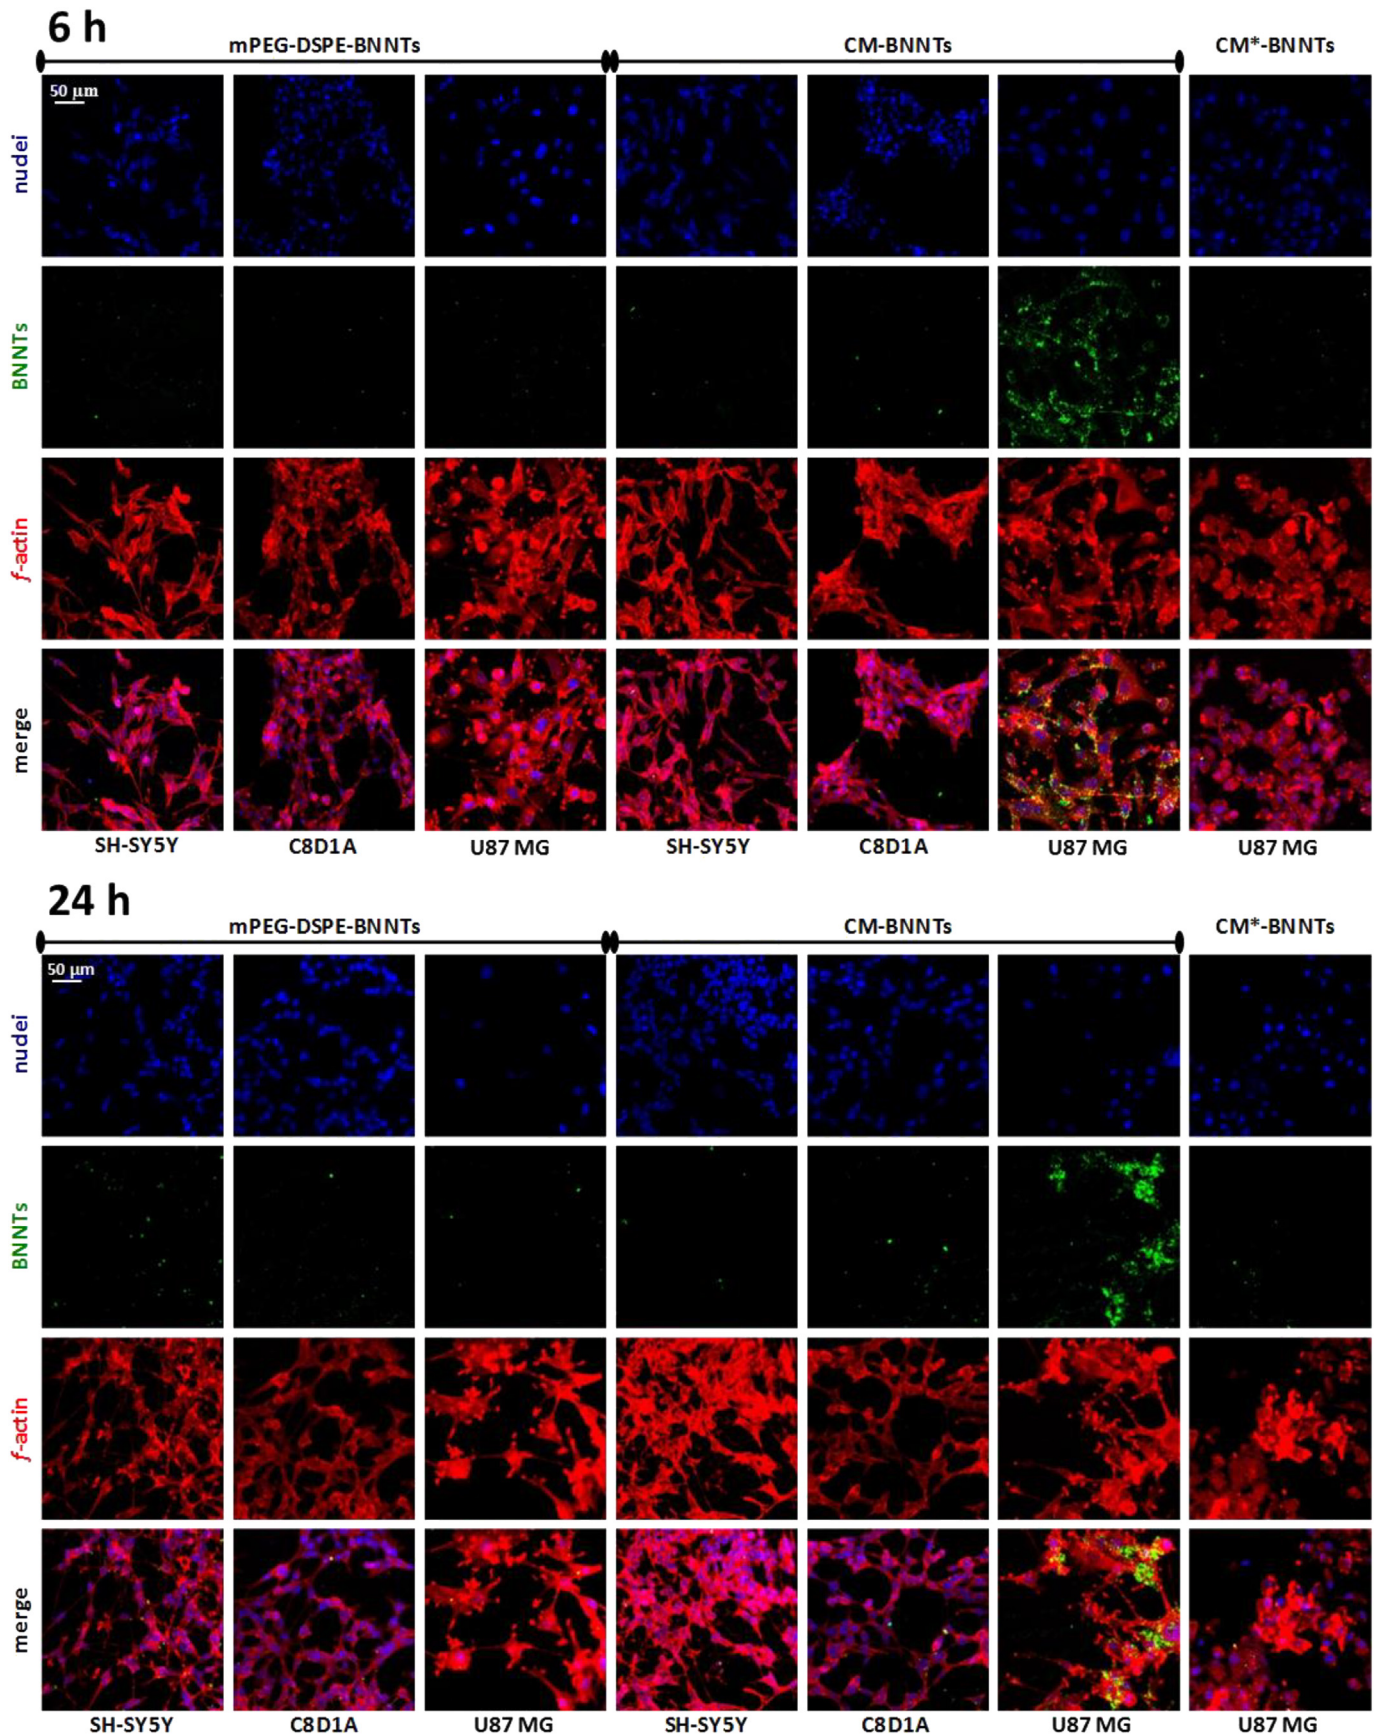 6 h
mPEG-DSPE-BNNTs CM-BNNTs CM*-BNNTs
50 µm
nudei
BNNTs
f-actin
merge
SH-SY5Y C8D1A U87 MG SH-SY5Y C8D1A U87 MG U87 MG
24 h
mPEG-DSPE-BNNTs CM-BNNTs CM*-BNNTs
50 µm
nudei
BNNTs
f-actin
merge
SH-SY5Y C8D1A U87 MG SH-SY5Y C8D1A U87 MG U87 MG